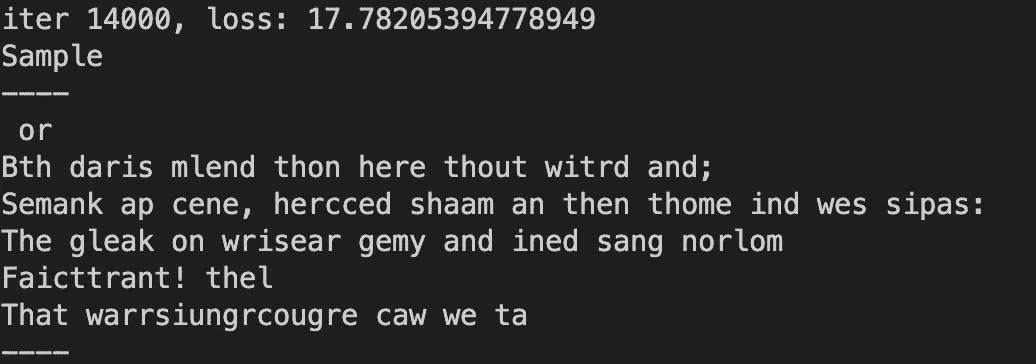 iter 14000, loss: 17.78205394778949
Sample
----
 or
Bth daris mlend thon here thout witrd and;
Semank ap cene, hercced shaam an then thome ind wes sipas:
The gleak on wrisear gemy and ined sang norlom
Faicttrant! thel
That warrsiungrcougre caw we ta
----